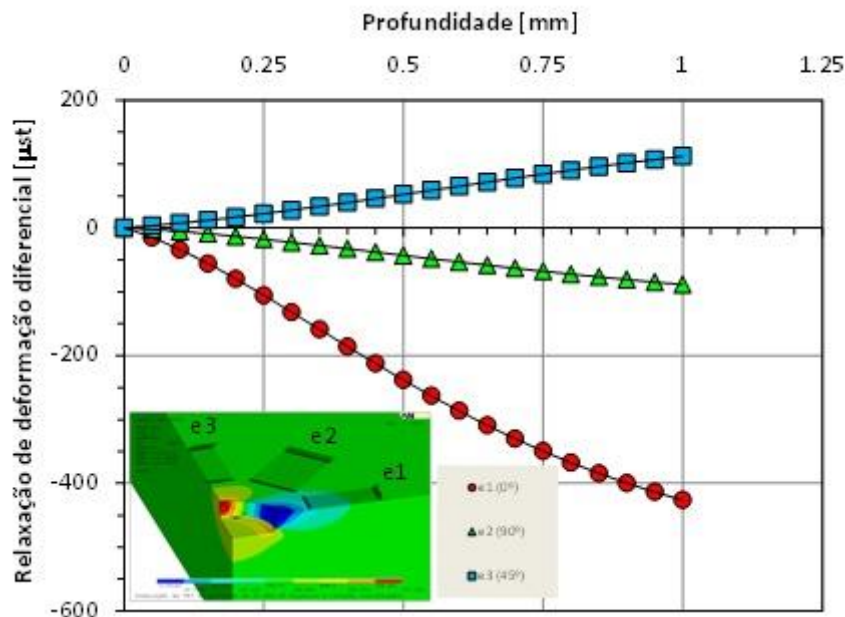 Profundidade [mm]
0 0.25 0.5 0.75 1 1.25
Relaxação de deformação diferencial [µst]
200
0
-200
-400
-600
e3
e2
e1
e1 (0º)
e2 (90º)
e3 (45º)